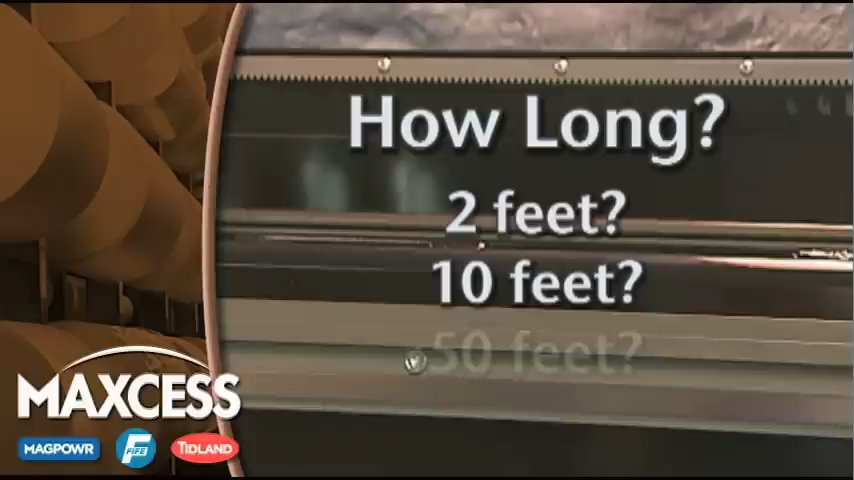 How Long?
2 feet?
10 feet?
50 feet?
MAXCESS
MAGPOWR
FIFE
TIDLAND